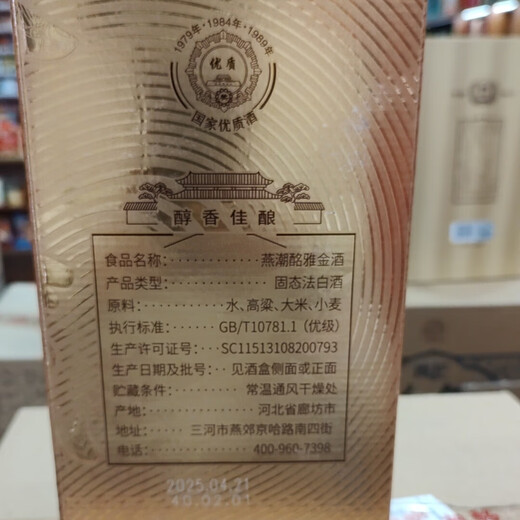 1979年·1984年·1989年
优质
国家优质酒
醇香佳酿
食品名称：············燕潮酩雅金酒
产品类型：············固态法白酒
原料：·········水、高粱、大米、小麦
执行标准：······GB/T10781.1（优级）
生产许可证号：···SC11513108200793
生产日期及批号：··见酒盒侧面或正面
贮藏条件：·········常温通风干燥处
产地：···············河北省廊坊市
地址：······三河市燕郊京哈路南四街
电话：···············400-960-7398
2025.04.21
40.02.01